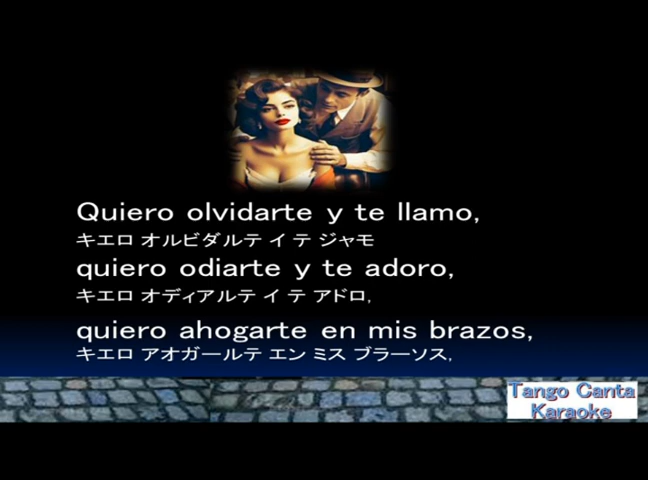 Quiero olvidarte y te llamo,
キエロ オルビダルテ イ テ ジャモ
quiero odiarte y te adoro,
キエロ オディアルテ イ テ アドロ,
quiero ahogarte en mis brazos,
キエロ アオガールテ エン ミス ブラーソス,
Tango Canta
Karaoke